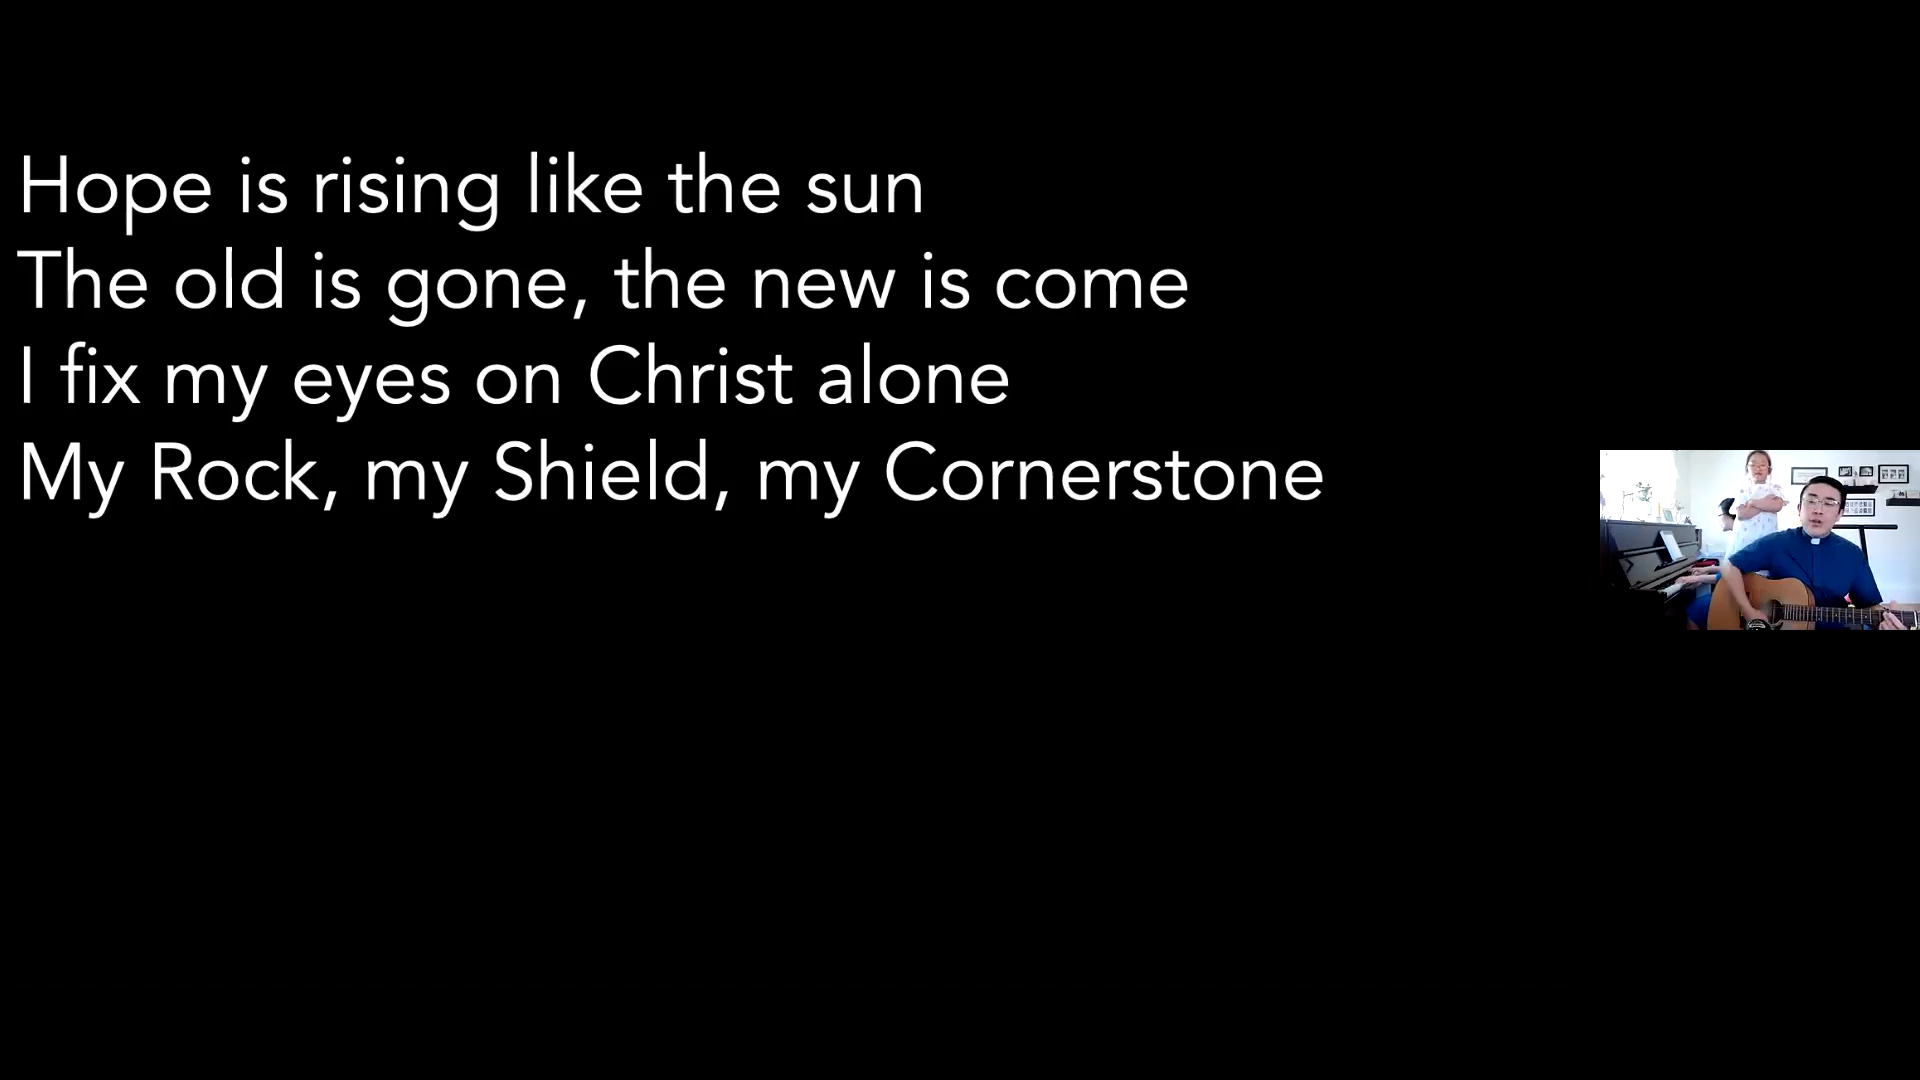 Hope is rising like the sun
The old is gone, the new is come
I fix my eyes on Christ alone
My Rock, my Shield, my Cornerstone